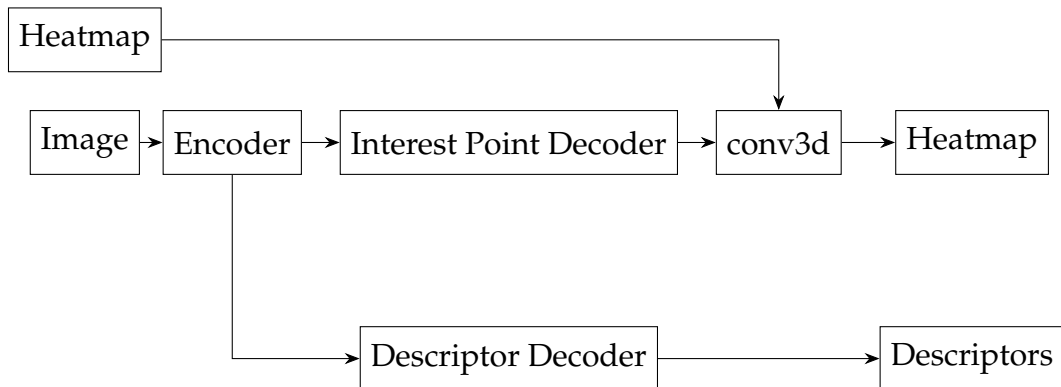 Heatmap
Image
Encoder
Interest Point Decoder
conv3d
Heatmap
Descriptor Decoder
Descriptors